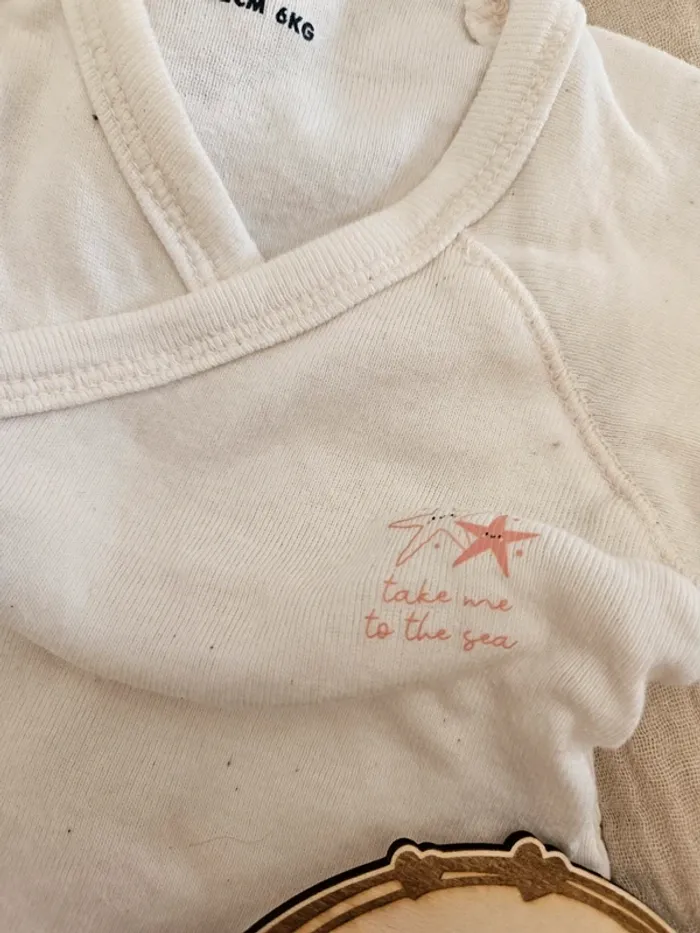 6KG
take me
to the sea